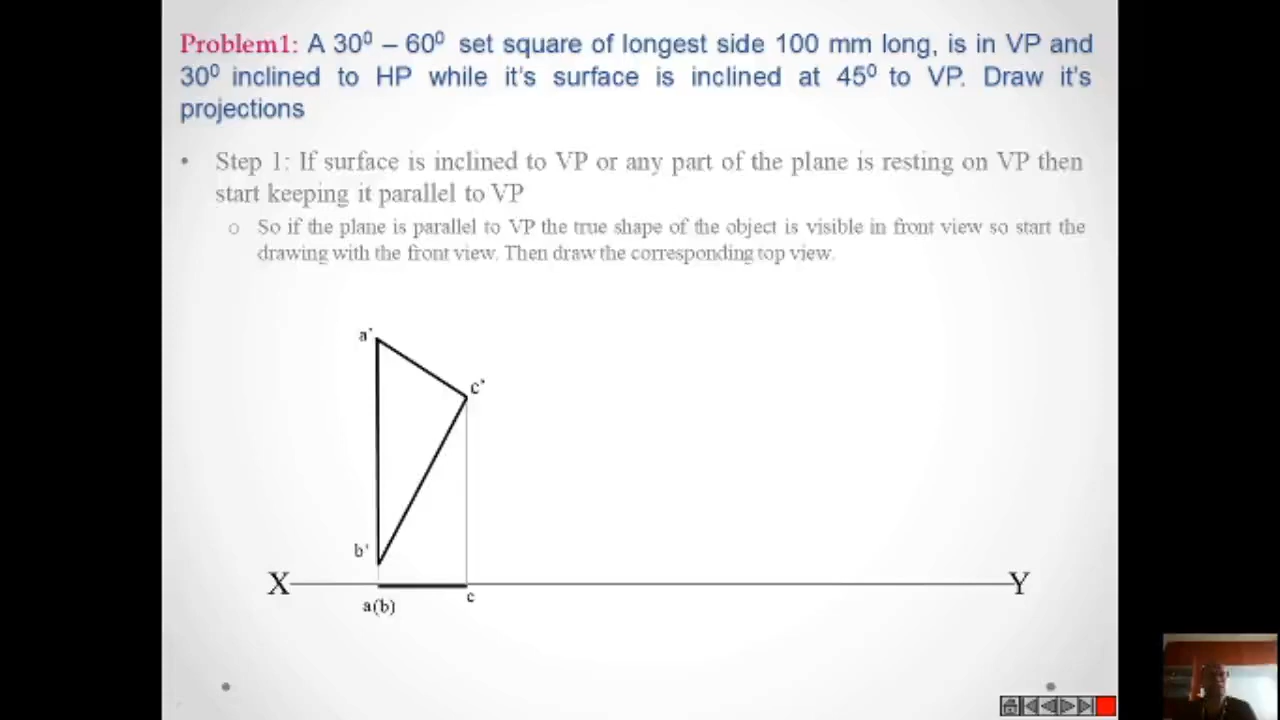 Problem1: A 30⁰ – 60⁰ set square of longest side 100 mm long, is in VP and
30⁰ inclined to HP while it's surface is inclined at 45⁰ to VP. Draw it's
projections
• Step 1: If surface is inclined to VP or any part of the plane is resting on VP then
start keeping it parallel to VP
o So if the plane is parallel to VP the true shape of the object is visible in front view so start the
drawing with the front view. Then draw the corresponding top view.
a'
c'
b'
X
Y
a(b)
c